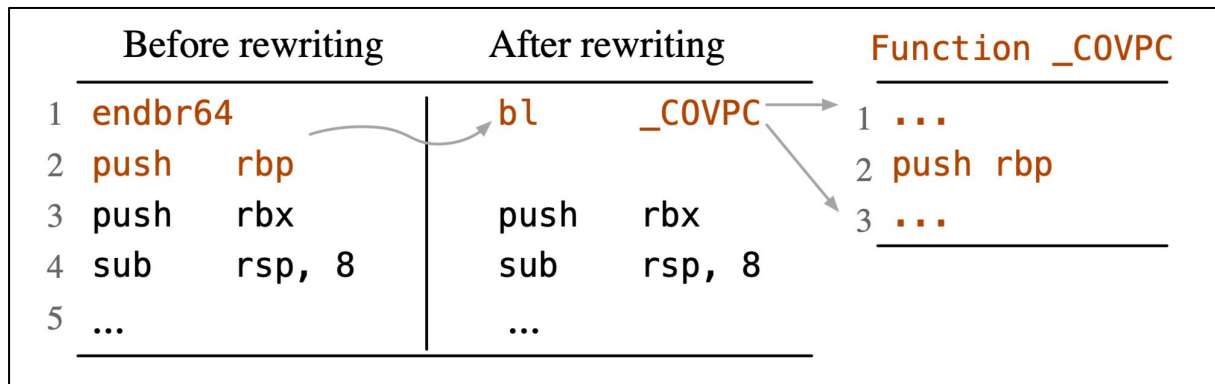 Before rewriting After rewriting Function _COVPC
1 endbr64 bl _COVPC 1 ...
2 push rbp 2 push rbp
3 push rbx push rbx 3 ...
4 sub rsp, 8 sub rsp, 8
5 ... ...